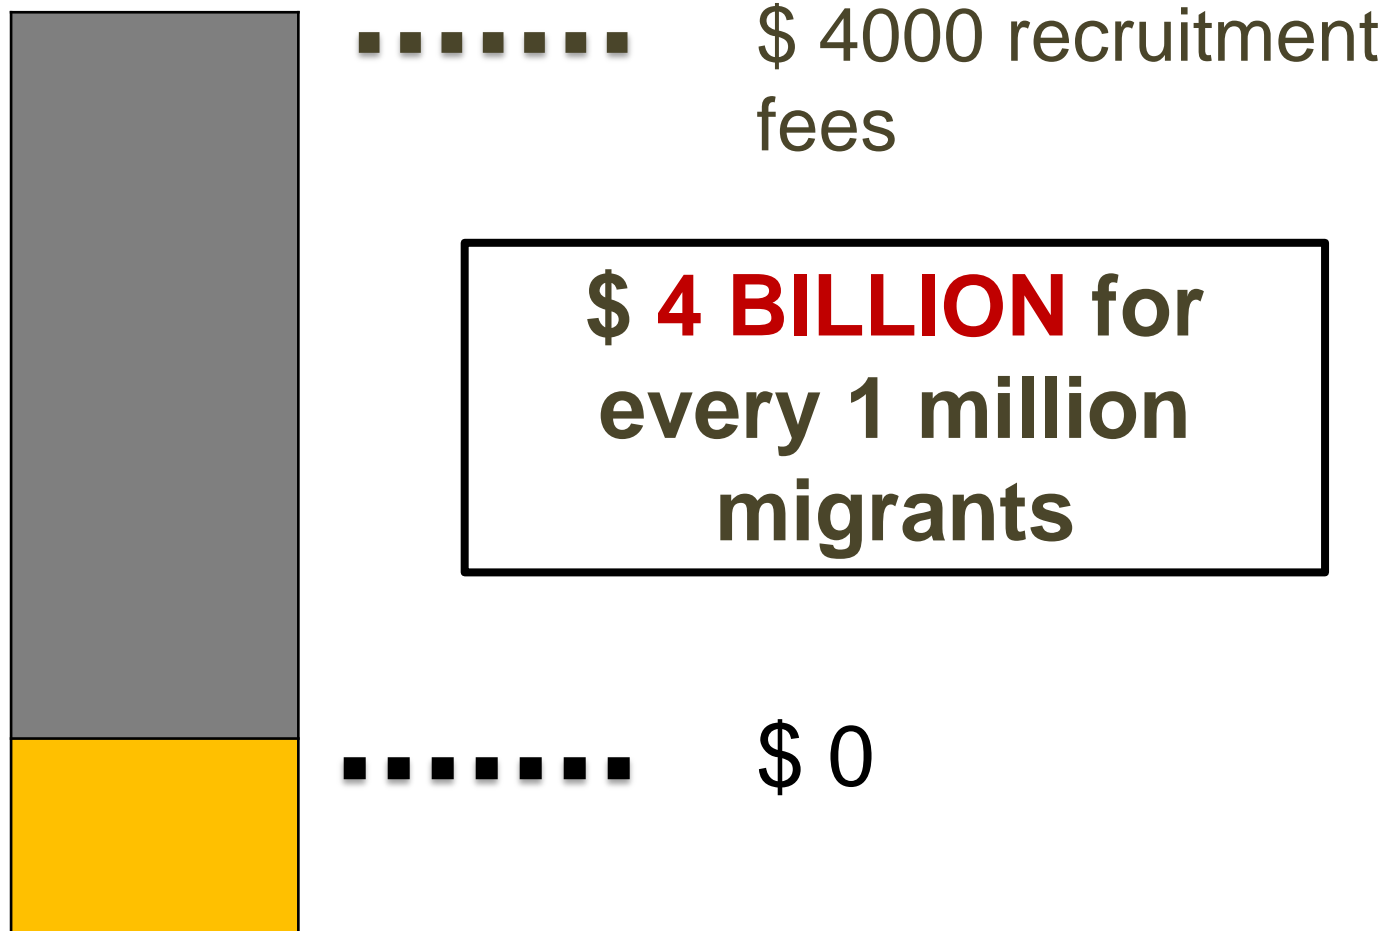 $ 4000 recruitment
fees
$ 4 BILLION for
every 1 million
migrants
$ 0